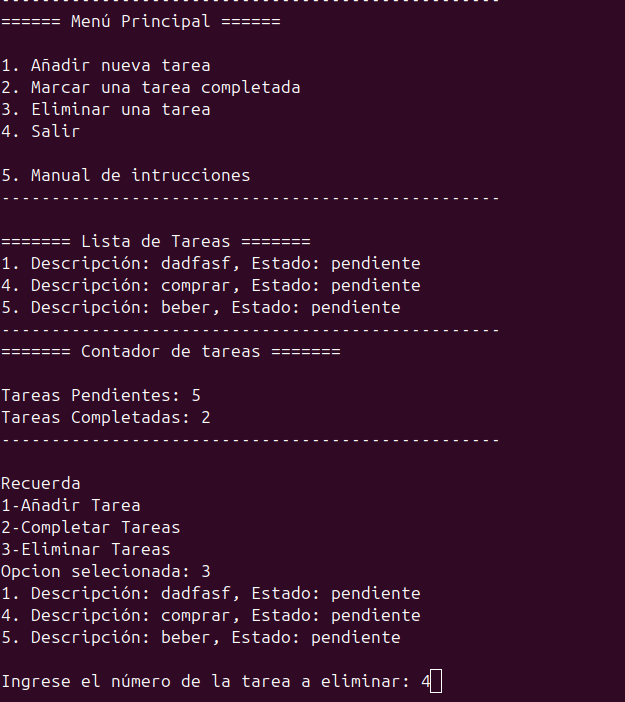 --------------------------------------------------
====== Menú Principal ======
1. Añadir nueva tarea
2. Marcar una tarea completada
3. Eliminar una tarea
4. Salir
5. Manual de intrucciones
--------------------------------------------------
======= Lista de Tareas =======
1. Descripción: dadfasf, Estado: pendiente
4. Descripción: comprar, Estado: pendiente
5. Descripción: beber, Estado: pendiente
--------------------------------------------------
======= Contador de tareas =======
Tareas Pendientes: 5
Tareas Completadas: 2
--------------------------------------------------
Recuerda
1-Añadir Tarea
2-Completar Tareas
3-Eliminar Tareas
Opcion selecionada: 3
1. Descripción: dadfasf, Estado: pendiente
4. Descripción: comprar, Estado: pendiente
5. Descripción: beber, Estado: pendiente
Ingrese el número de la tarea a eliminar: 4